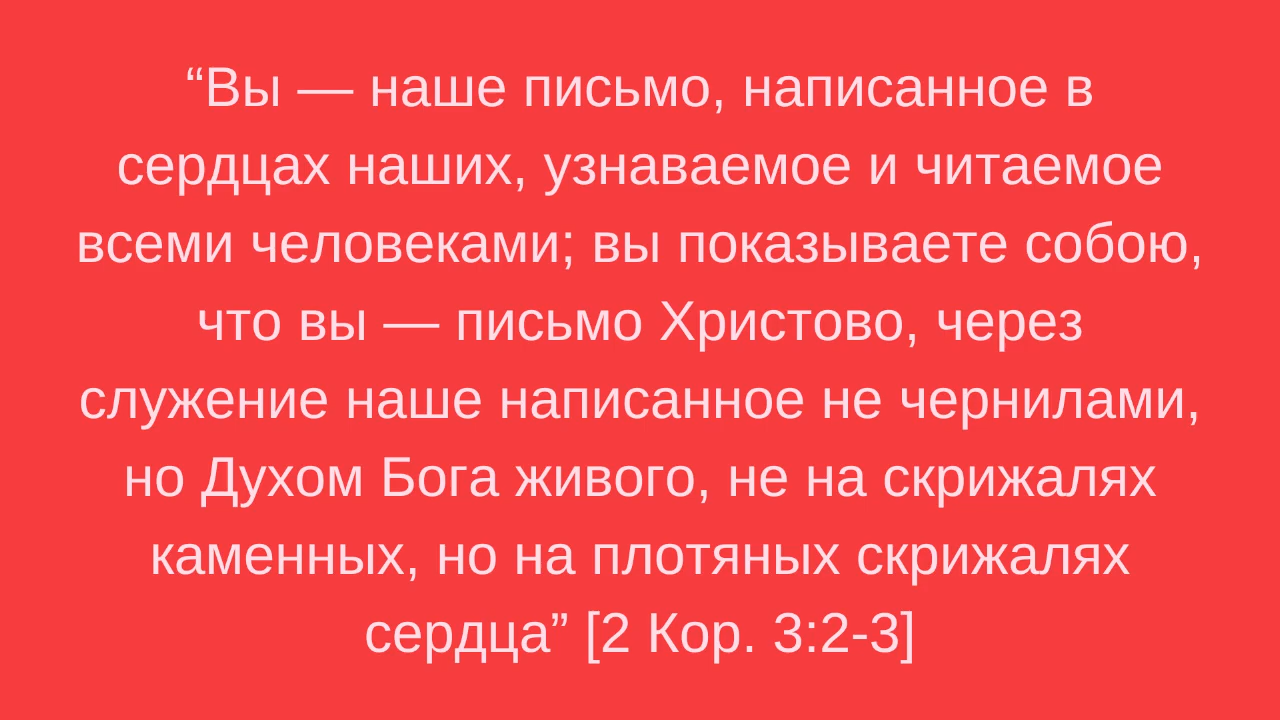 “Вы — наше письмо, написанное в
сердцах наших, узнаваемое и читаемое
всеми человеками; вы показываете собою,
что вы — письмо Христово, через
служение наше написанное не чернилами,
но Духом Бога живого, не на скрижалях
каменных, но на плотяных скрижалях
сердца” [2 Кор. 3:2-3]